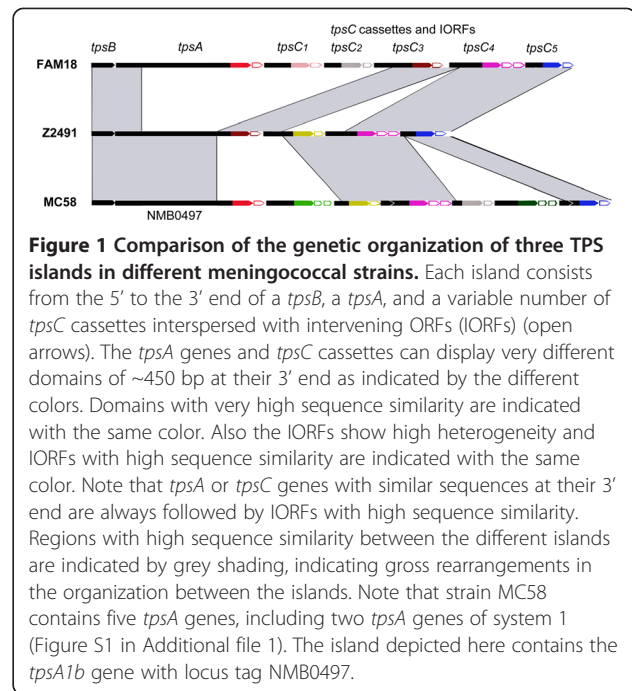 tpsC cassettes and IORFs
tpsB tpsA tpsC1 tpsC2 tpsC3 tpsC4 tpsC5
FAM18
Z2491
MC58
NMB0497
Figure 1 Comparison of the genetic organization of three TPS
islands in different meningococcal strains. Each island consists
from the 5′ to the 3′ end of a tpsB, a tpsA, and a variable number of
tpsC cassettes interspersed with intervening ORFs (IORFs) (open
arrows). The tpsA genes and tpsC cassettes can display very different
domains of ~450 bp at their 3′ end as indicated by the different
colors. Domains with very high sequence similarity are indicated
with the same color. Also the IORFs show high heterogeneity and
IORFs with high sequence similarity are indicated with the same
color. Note that tpsA or tpsC genes with similar sequences at their 3′
end are always followed by IORFs with high sequence similarity.
Regions with high sequence similarity between the different islands
are indicated by grey shading, indicating gross rearrangements in
the organization between the islands. Note that strain MC58
contains five tpsA genes, including two tpsA genes of system 1
(Figure S1 in Additional file 1). The island depicted here contains the
tpsA1b gene with locus tag NMB0497.